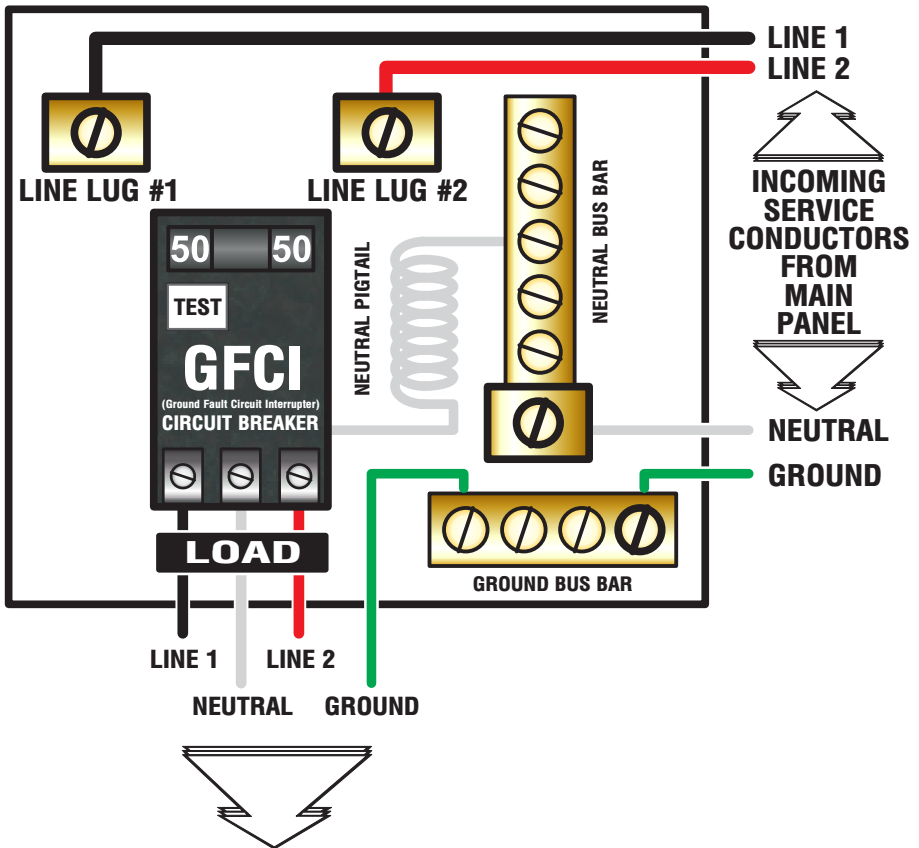 LINE 1
LINE 2
LINE LUG #1
LINE LUG #2
INCOMING
SERVICE
CONDUCTORS
FROM
MAIN
PANEL
NEUTRAL BUS BAR
NEUTRAL PIGTAIL
50 50
TEST
GFCI
(Ground Fault Circuit Interrupter)
CIRCUIT BREAKER
NEUTRAL
GROUND
LOAD
GROUND BUS BAR
LINE 1 LINE 2
NEUTRAL GROUND